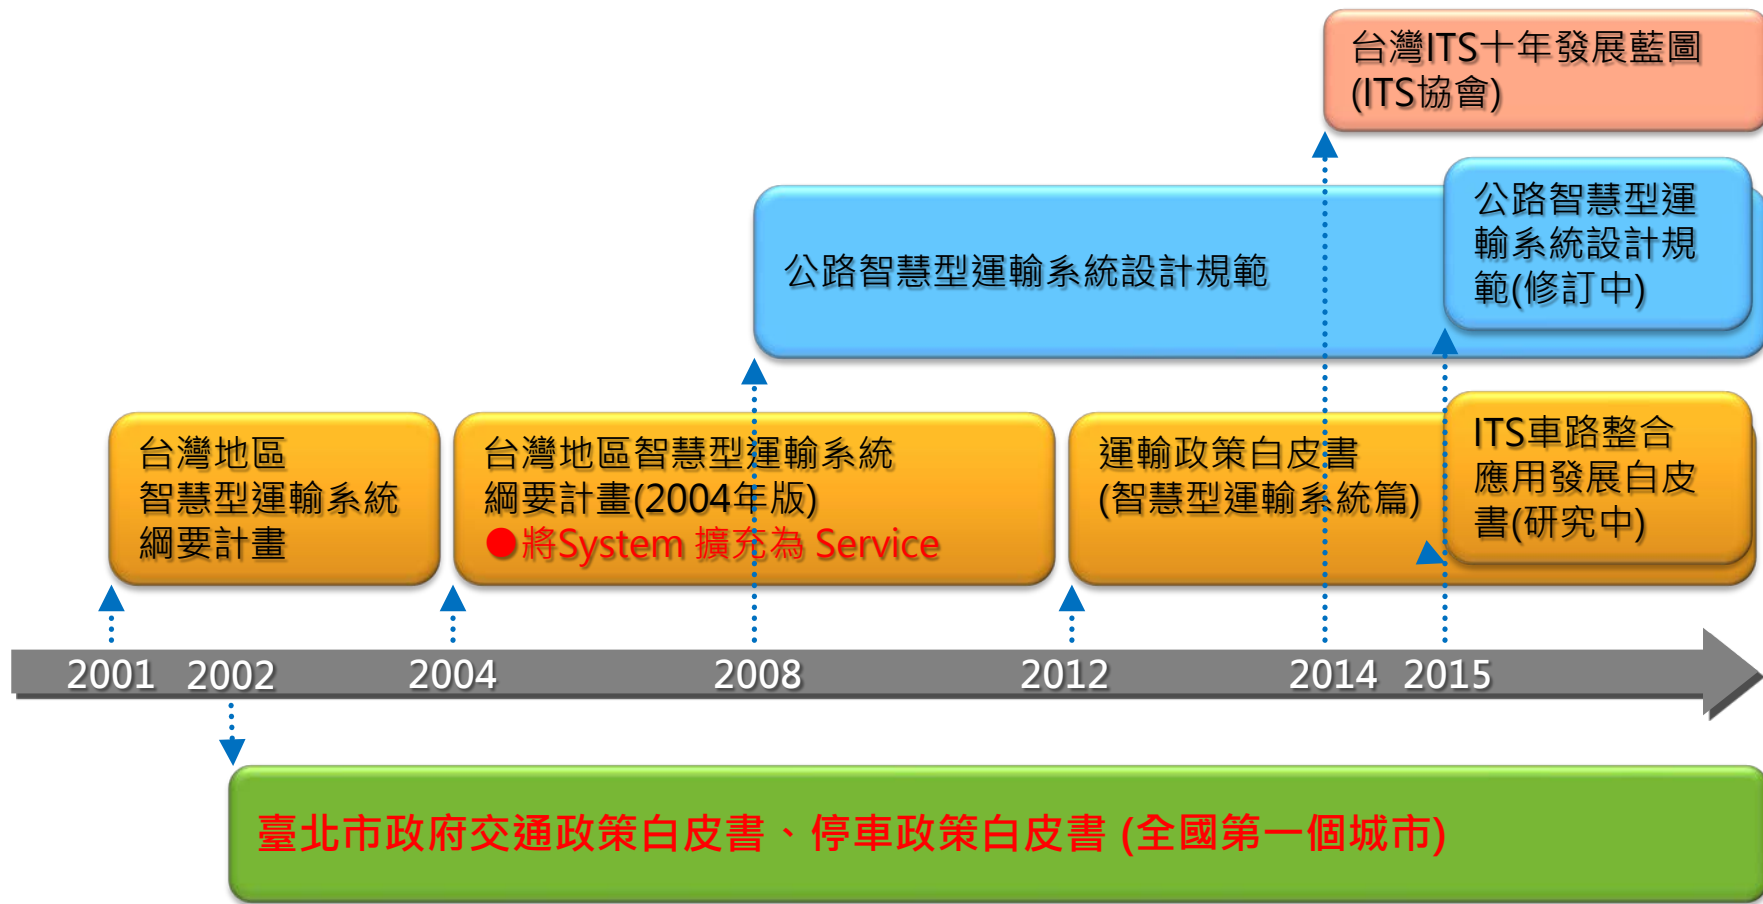 台灣ITS十年發展藍圖
(ITS協會)
公路智慧型運輸系統設計規範
公路智慧型運
輸系統設計規
範(修訂中)
台灣地區
智慧型運輸系統
綱要計畫
台灣地區智慧型運輸系統
綱要計畫(2004年版)
●將System 擴充為 Service
運輸政策白皮書
(智慧型運輸系統篇)
ITS車路整合
應用發展白皮
書(研究中)
2001 2002 2004 2008 2012 2014 2015
臺北市政府交通政策白皮書、停車政策白皮書 (全國第一個城市)